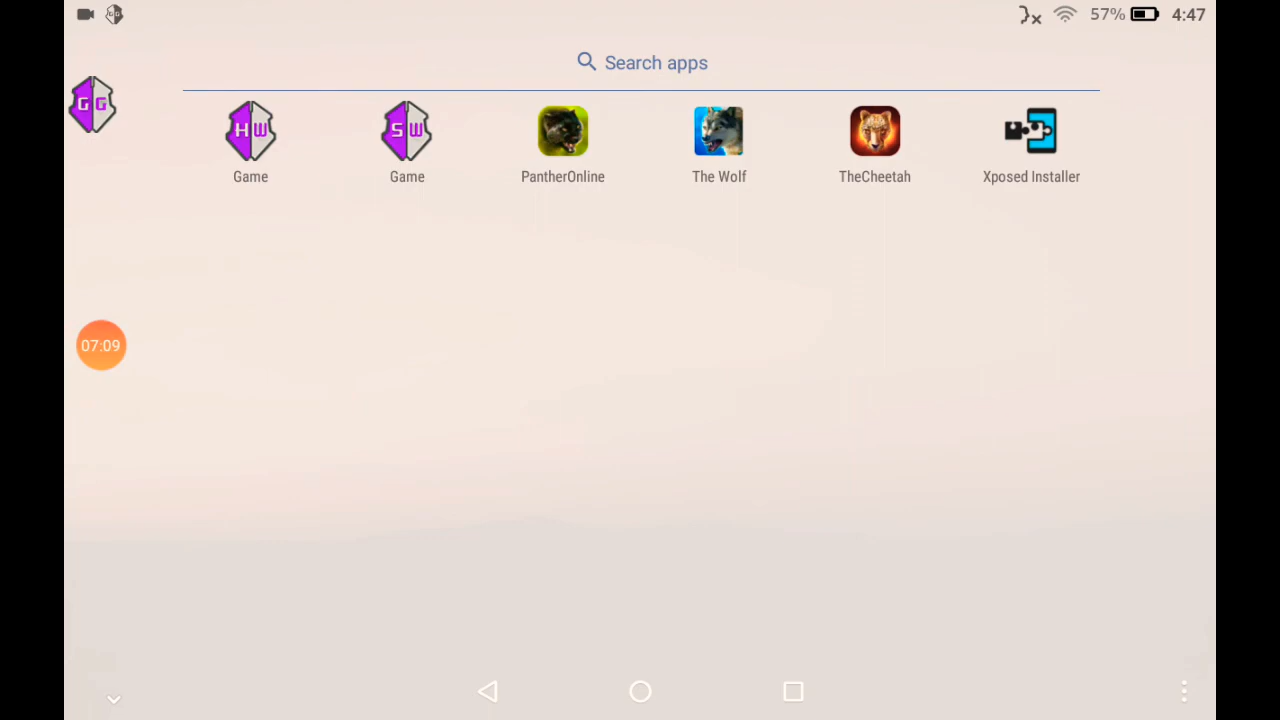 57% 4:47
Search apps
GG
HW SW
Game Game PantherOnline The Wolf TheCheetah Xposed Installer
07:09